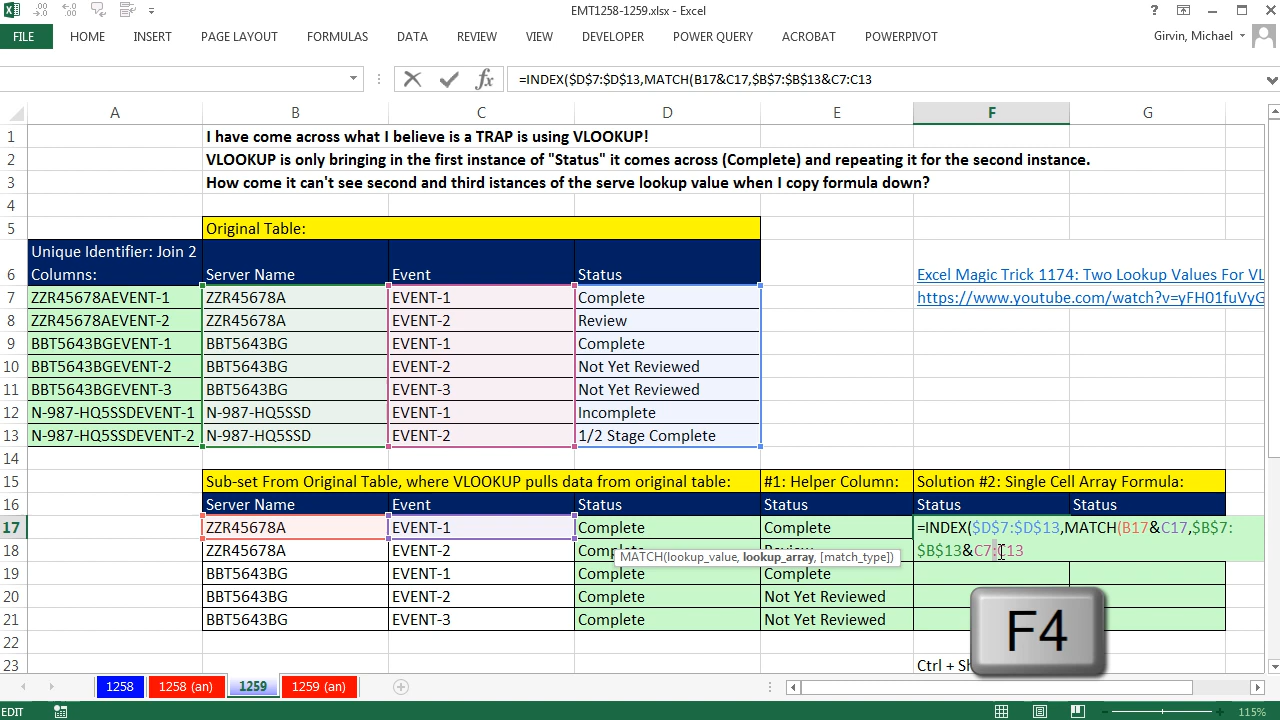 EMT1258-1259.xlsx - Excel
FILE HOME INSERT PAGE LAYOUT FORMULAS DATA REVIEW VIEW DEVELOPER POWER QUERY ACROBAT POWERPIVOT Girvin, Michael
=INDEX($D$7:$D$13,MATCH(B17&C17,$B$7:$B$13&C7:C13
A B C D E F G
1 I have come across what I believe is a TRAP is using VLOOKUP!
2 VLOOKUP is only bringing in the first instance of "Status" it comes across (Complete) and repeating it for the second instance.
3 How come it can't see second and third istances of the serve lookup value when I copy formula down?
4
5 Original Table:
Unique Identifier: Join 2
6 Columns: Server Name Event Status Excel Magic Trick 1174: Two Lookup Values For VL
7 ZZR45678AEVENT-1 ZZR45678A EVENT-1 Complete https://www.youtube.com/watch?v=yFH01fuVyG
8 ZZR45678AEVENT-2 ZZR45678A EVENT-2 Review
9 BBT5643BGEVENT-1 BBT5643BG EVENT-1 Complete
10 BBT5643BGEVENT-2 BBT5643BG EVENT-2 Not Yet Reviewed
11 BBT5643BGEVENT-3 BBT5643BG EVENT-3 Not Yet Reviewed
12 N-987-HQ5SSDEVENT-1 N-987-HQ5SSD EVENT-1 Incomplete
13 N-987-HQ5SSDEVENT-2 N-987-HQ5SSD EVENT-2 1/2 Stage Complete
14
15 Sub-set From Original Table, where VLOOKUP pulls data from original table: #1: Helper Column: Solution #2: Single Cell Array Formula:
16 Server Name Event Status Status Status Status
17 ZZR45678A EVENT-1 Complete Complete =INDEX($D$7:$D$13,MATCH(B17&C17,$B$7:
18 ZZR45678A EVENT-2 $B$13&C7:C13
MATCH(lookup_value, lookup_array, [match_type])
19 BBT5643BG EVENT-1 Complete Complete
20 BBT5643BG EVENT-2 Complete Not Yet Reviewed
21 BBT5643BG EVENT-3 Complete Not Yet Reviewed
22
23 Ctrl + Sh
F4
1258 1258 (an) 1259 1259 (an)
EDIT 115%